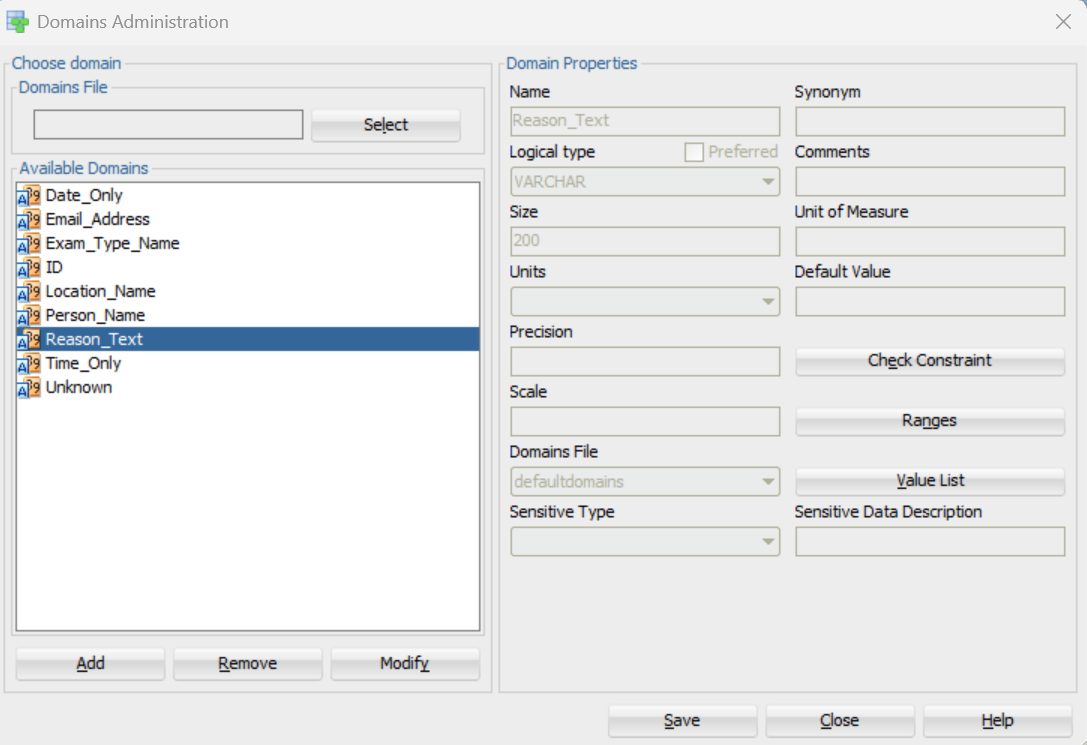 Domains Administration
Choose domain
Domains File
Select
Available Domains
Date_Only
Email_Address
Exam_Type_Name
ID
Location_Name
Person_Name
Reason_Text
Time_Only
Unknown
Add
Remove
Modify
Domain Properties
Name
Synonym
Reason_Text
Logical type
Preferred
Comments
VARCHAR
Size
Unit of Measure
200
Units
Default Value
Precision
Check Constraint
Scale
Ranges
Domains File
defaultdomains
Value List
Sensitive Type
Sensitive Data Description
Save
Close
Help